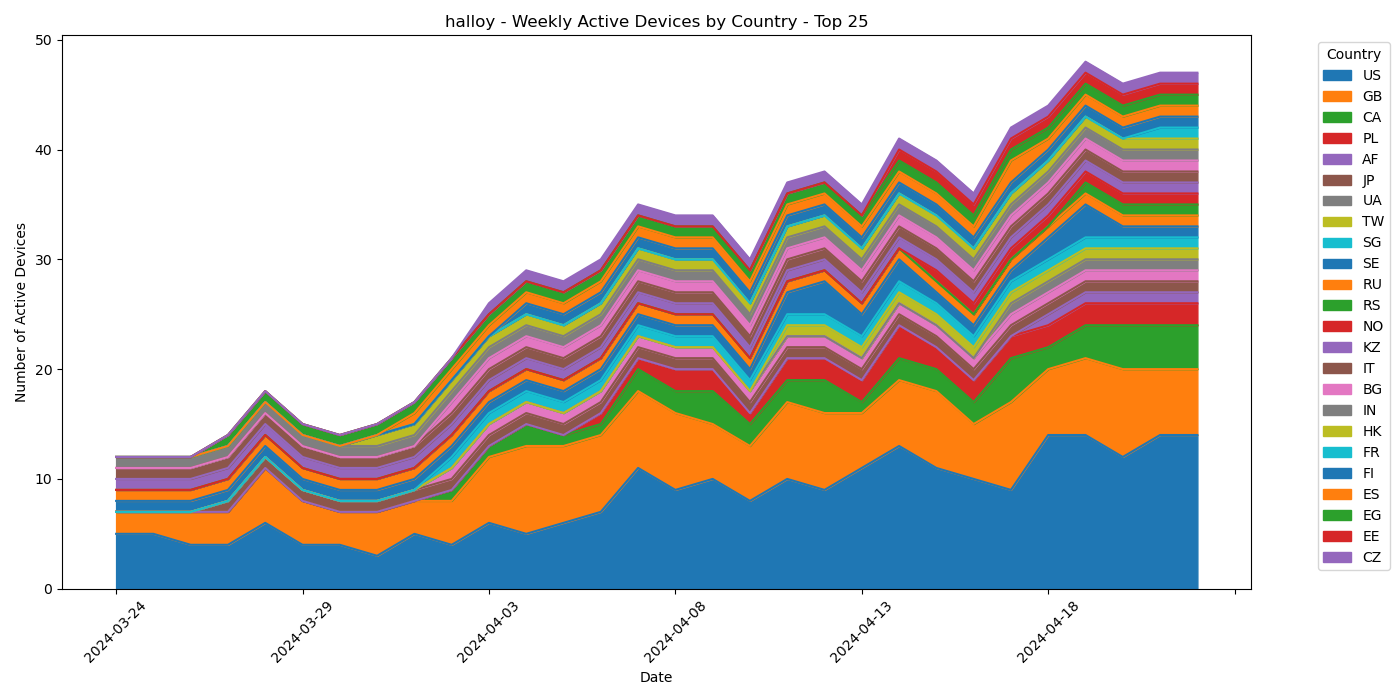 halloy - Weekly Active Devices by Country - Top 25
Number of Active Devices
50
40
30
20
10
0
2024-03-24
2024-03-29
2024-04-03
2024-04-08
2024-04-13
2024-04-18
Date
Country
US
GB
CA
PL
AF
JP
UA
TW
SG
SE
RU
RS
NO
KZ
IT
BG
IN
HK
FR
FI
ES
EG
EE
CZ